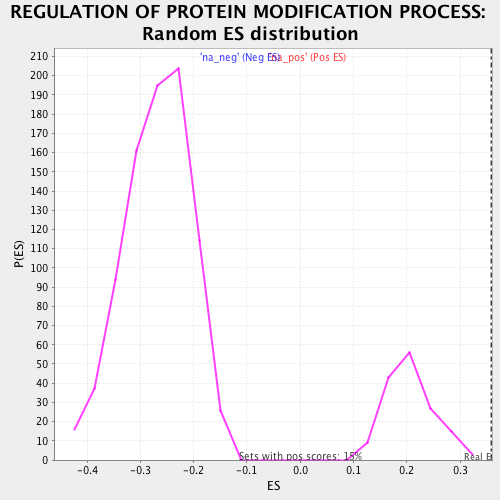 REGULATION OF PROTEIN MODIFICATION PROCESS:
Random ES distribution
'na_neg' (Neg ES) 'na_pos' (Pos ES)
210
200
190
180
170
160
150
140
130
120
110
100
90
80
70
60
50
40
30
20
10
0
P(ES)
Sets with pos scores: 15%
Real E
-0.4 -0.3 -0.2 -0.1 0.0 0.1 0.2 0.3
ES